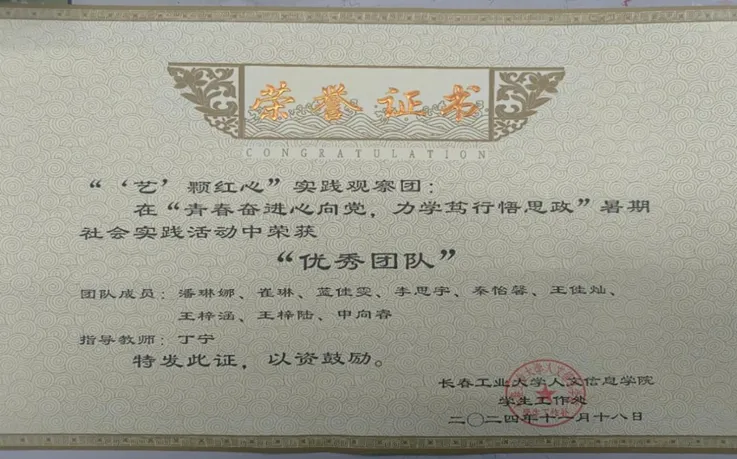 荣誉证书
CONGRATULATION
“‘艺’颗红心”实践观察团：
在“青春奋进心向党，力学笃行悟思政”暑期
社会实践活动中荣获
“优秀团队”
团队成员：潘琳娜、崔琳、蓝佳雯、李思宇、秦怡馨、王佳灿、
王梓涵、王梓陆、申向睿
指导教师：丁宁
特发此证，以资鼓励。
长春工业大学人文信息学院
学生工作处
二〇二四年十一月十八日